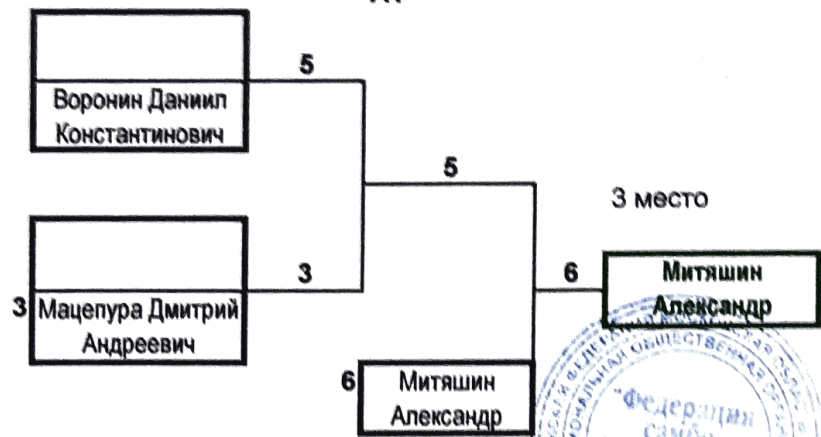 5
Воронин Даниил
Константинович
5
3 место
3
6
Митяшин
Александр
3
Мацепура Дмитрий
Андреевич
6
Митяшин
Александр
"Федерация
самбо